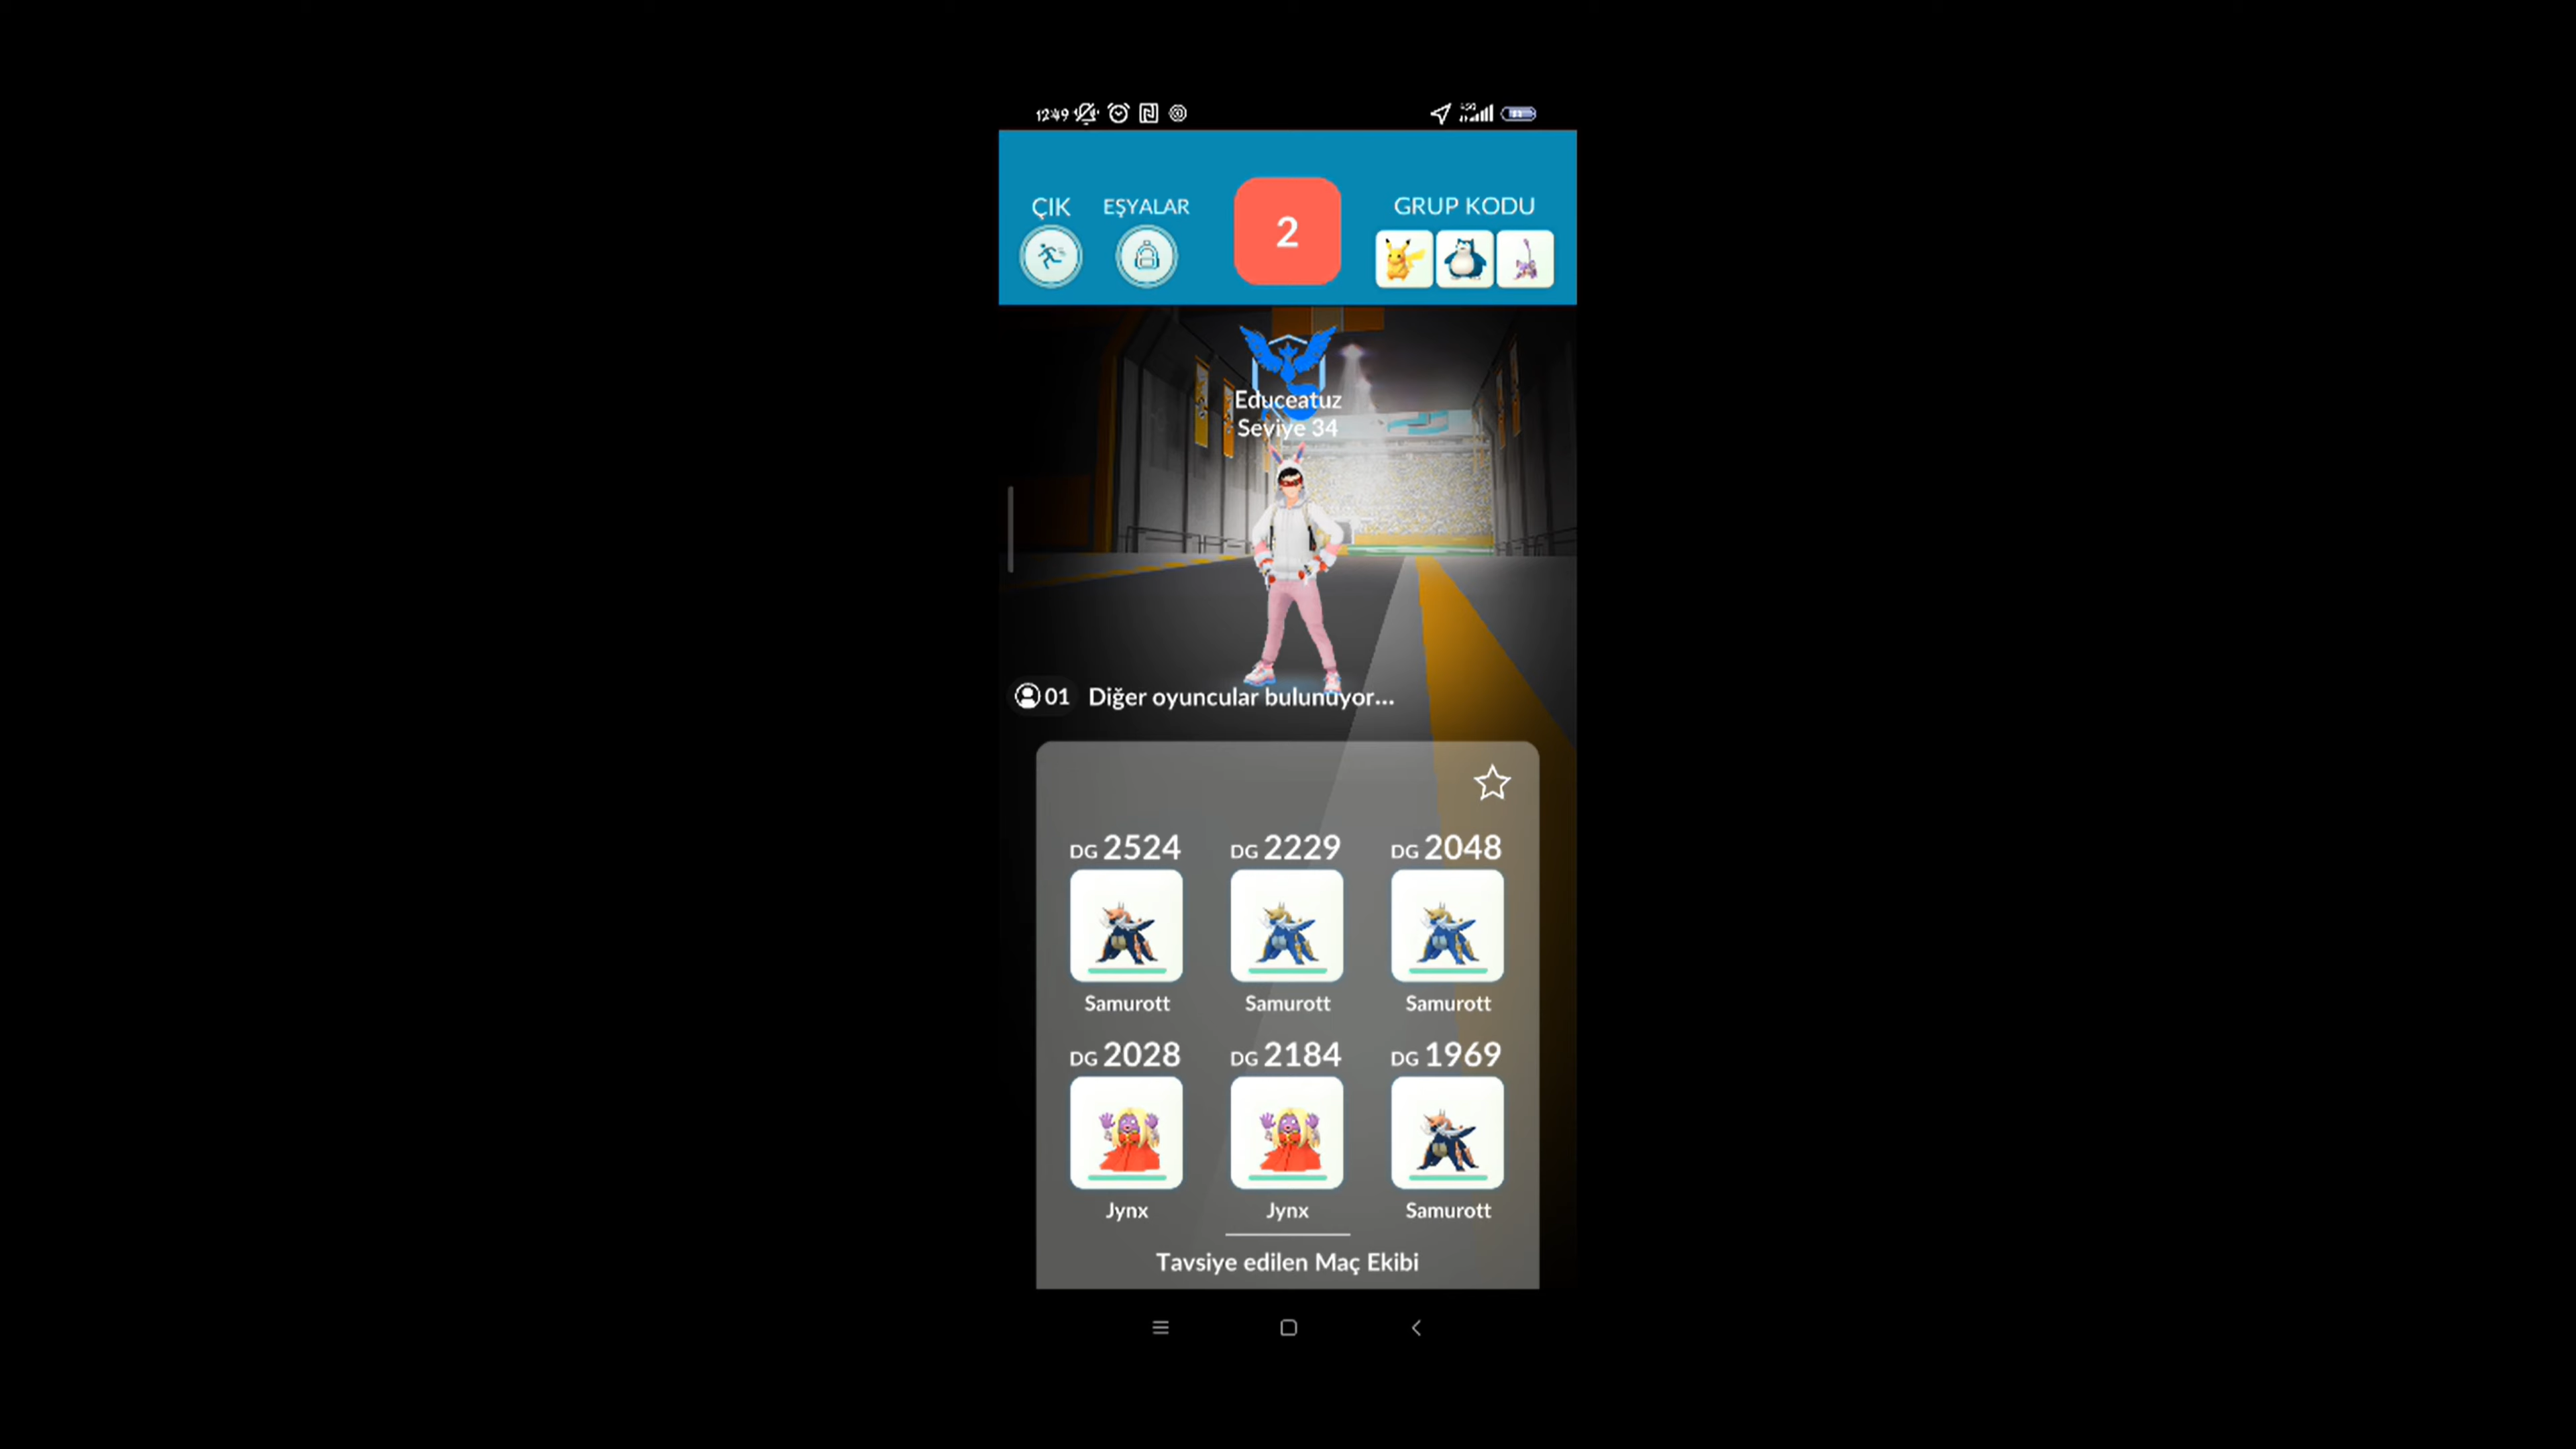 12:49
ÇIK EŞYALAR 2 GRUP KODU
Educeatuz
Seviye 34
01 Diğer oyuncular bulunuyor...
DG 2524 DG 2229 DG 2048
Samurott Samurott Samurott
DG 2028 DG 2184 DG 1969
Jynx Jynx Samurott
Tavsiye edilen Maç Ekibi